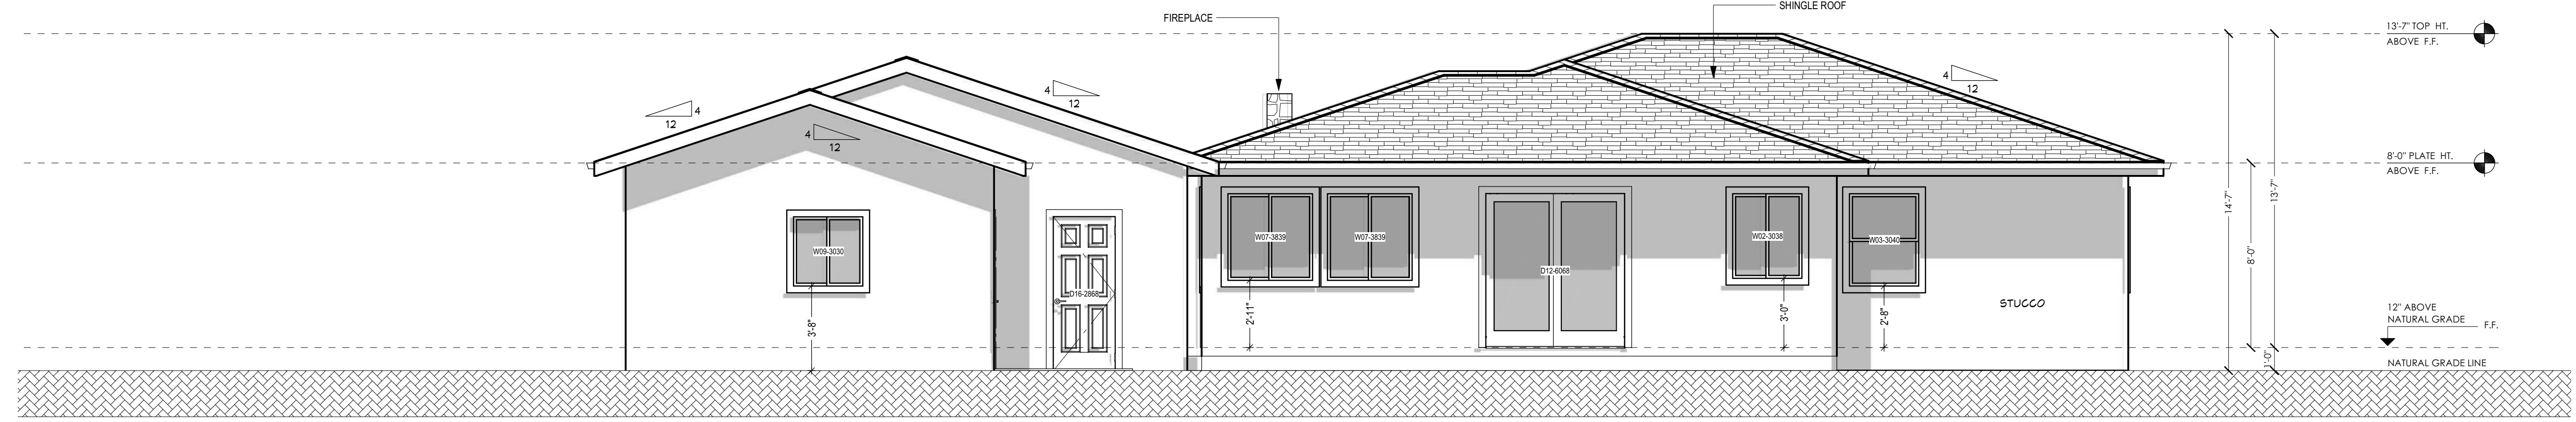 FIREPLACE
SHINGLE ROOF
13'-7" TOP HT.
ABOVE F.F.
4
12
4
12
4
12
4
12
8'-0" PLATE HT.
ABOVE F.F.
14'-7"
8'-0"
13'-7"
1'-0"
W09-3030
D16-2868
W07-3839
W07-3839
D12-6068
W02-3038
W03-3040
STUCCO
3'-8"
2'-11"
3'-0"
2'-8"
12" ABOVE
NATURAL GRADE
F.F.
NATURAL GRADE LINE